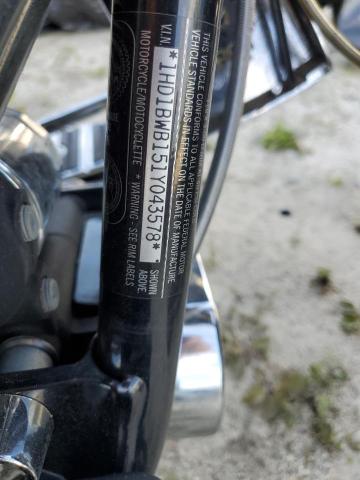 THIS VEHICLE CONFORMS TO ALL APPLICABLE FEDERAL MOTOR
VEHICLE STANDARDS IN EFFECT ON THE DATE OF MANUFACTURE
V.I.N. *1HD1BWB151Y043578* SHOWN ABOVE.
MOTORCYCLE/MOTOCYCLETTE * WARNING - SEE RIM LABELS